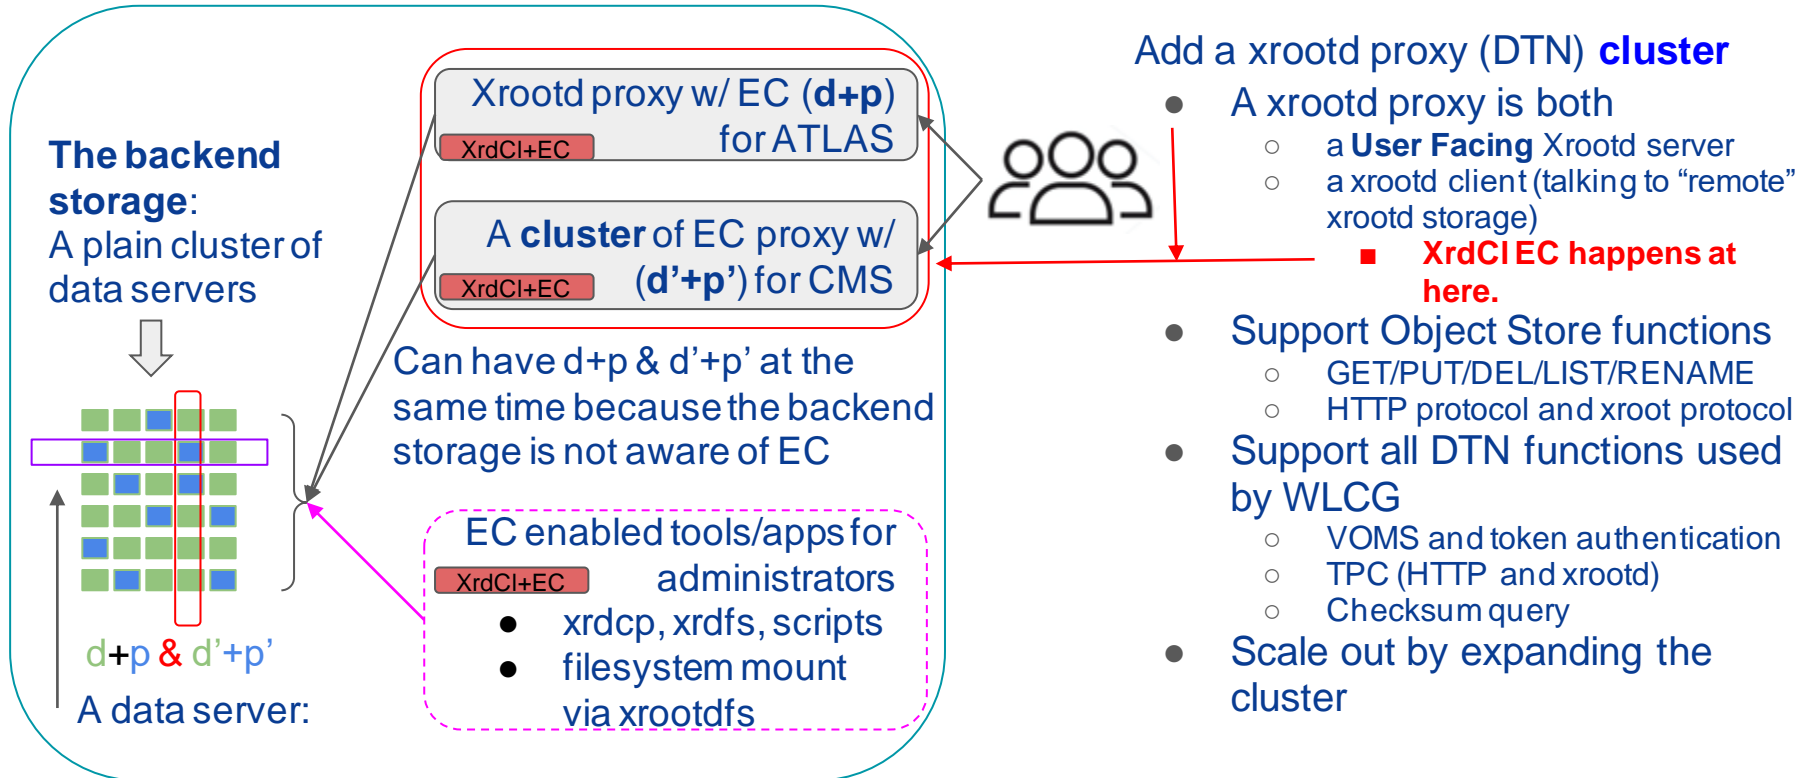 The backend
storage:
A plain cluster of
data servers
d+p & d’+p’
A data server:
Xrootd proxy w/ EC (d+p)
for ATLAS
XrdCl+EC
A cluster of EC proxy w/
(d’+p’) for CMS
XrdCl+EC
Can have d+p & d’+p’ at the
same time because the backend
storage is not aware of EC
EC enabled tools/apps for
administrators
XrdCl+EC
● xrdcp, xrdfs, scripts
● filesystem mount
via xrootdfs
Add a xrootd proxy (DTN) cluster
● A xrootd proxy is both
○ a User Facing Xrootd server
○ a xrootd client (talking to “remote”
xrootd storage)
■ XrdCl EC happens at
here.
● Support Object Store functions
○ GET/PUT/DEL/LIST/RENAME
○ HTTP protocol and xroot protocol
● Support all DTN functions used
by WLCG
○ VOMS and token authentication
○ TPC (HTTP and xrootd)
○ Checksum query
● Scale out by expanding the
cluster